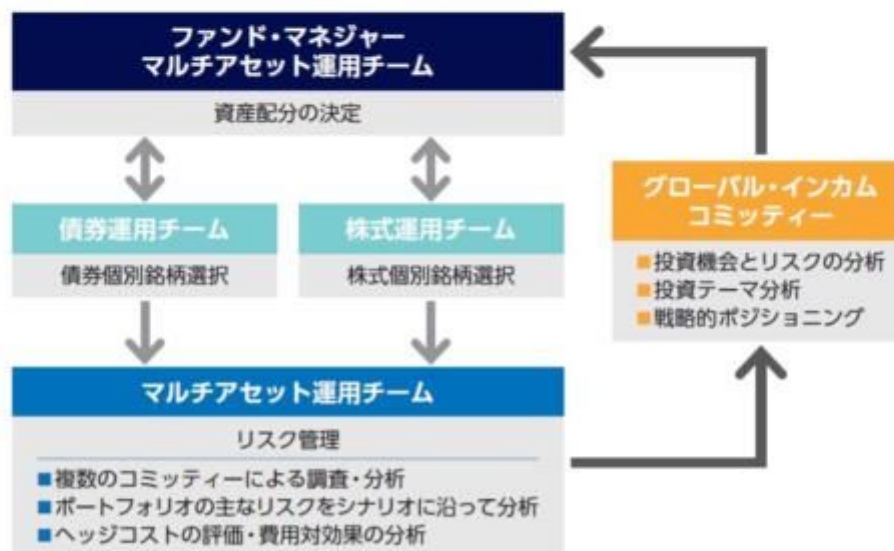 ファンド・マネジャー
マルチアセット運用チーム
資産配分の決定
債券運用チーム
債券個別銘柄選択
株式運用チーム
株式個別銘柄選択
マルチアセット運用チーム
リスク管理
■複数のコミッティーによる調査・分析
■ポートフォリオの主なリスクをシナリオに沿って分析
■ヘッジコストの評価・費用対効果の分析
グローバル・インカム
コミッティー
■投資機会とリスクの分析
■投資テーマ分析
■戦略的ポジショニング